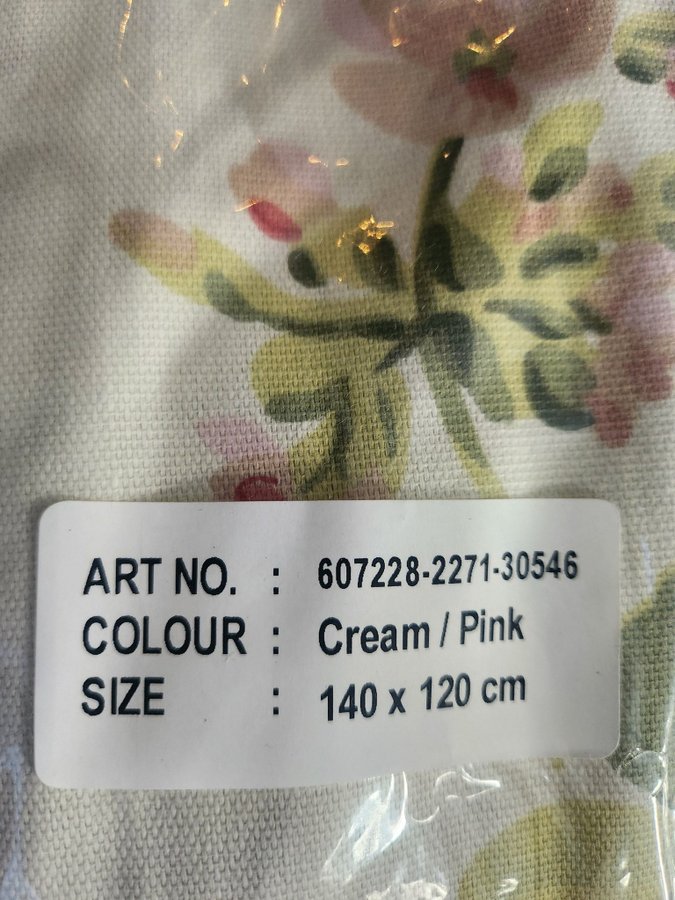 ART NO. : 607228-2271-30546
COLOUR : Cream / Pink
SIZE : 140 x 120 cm